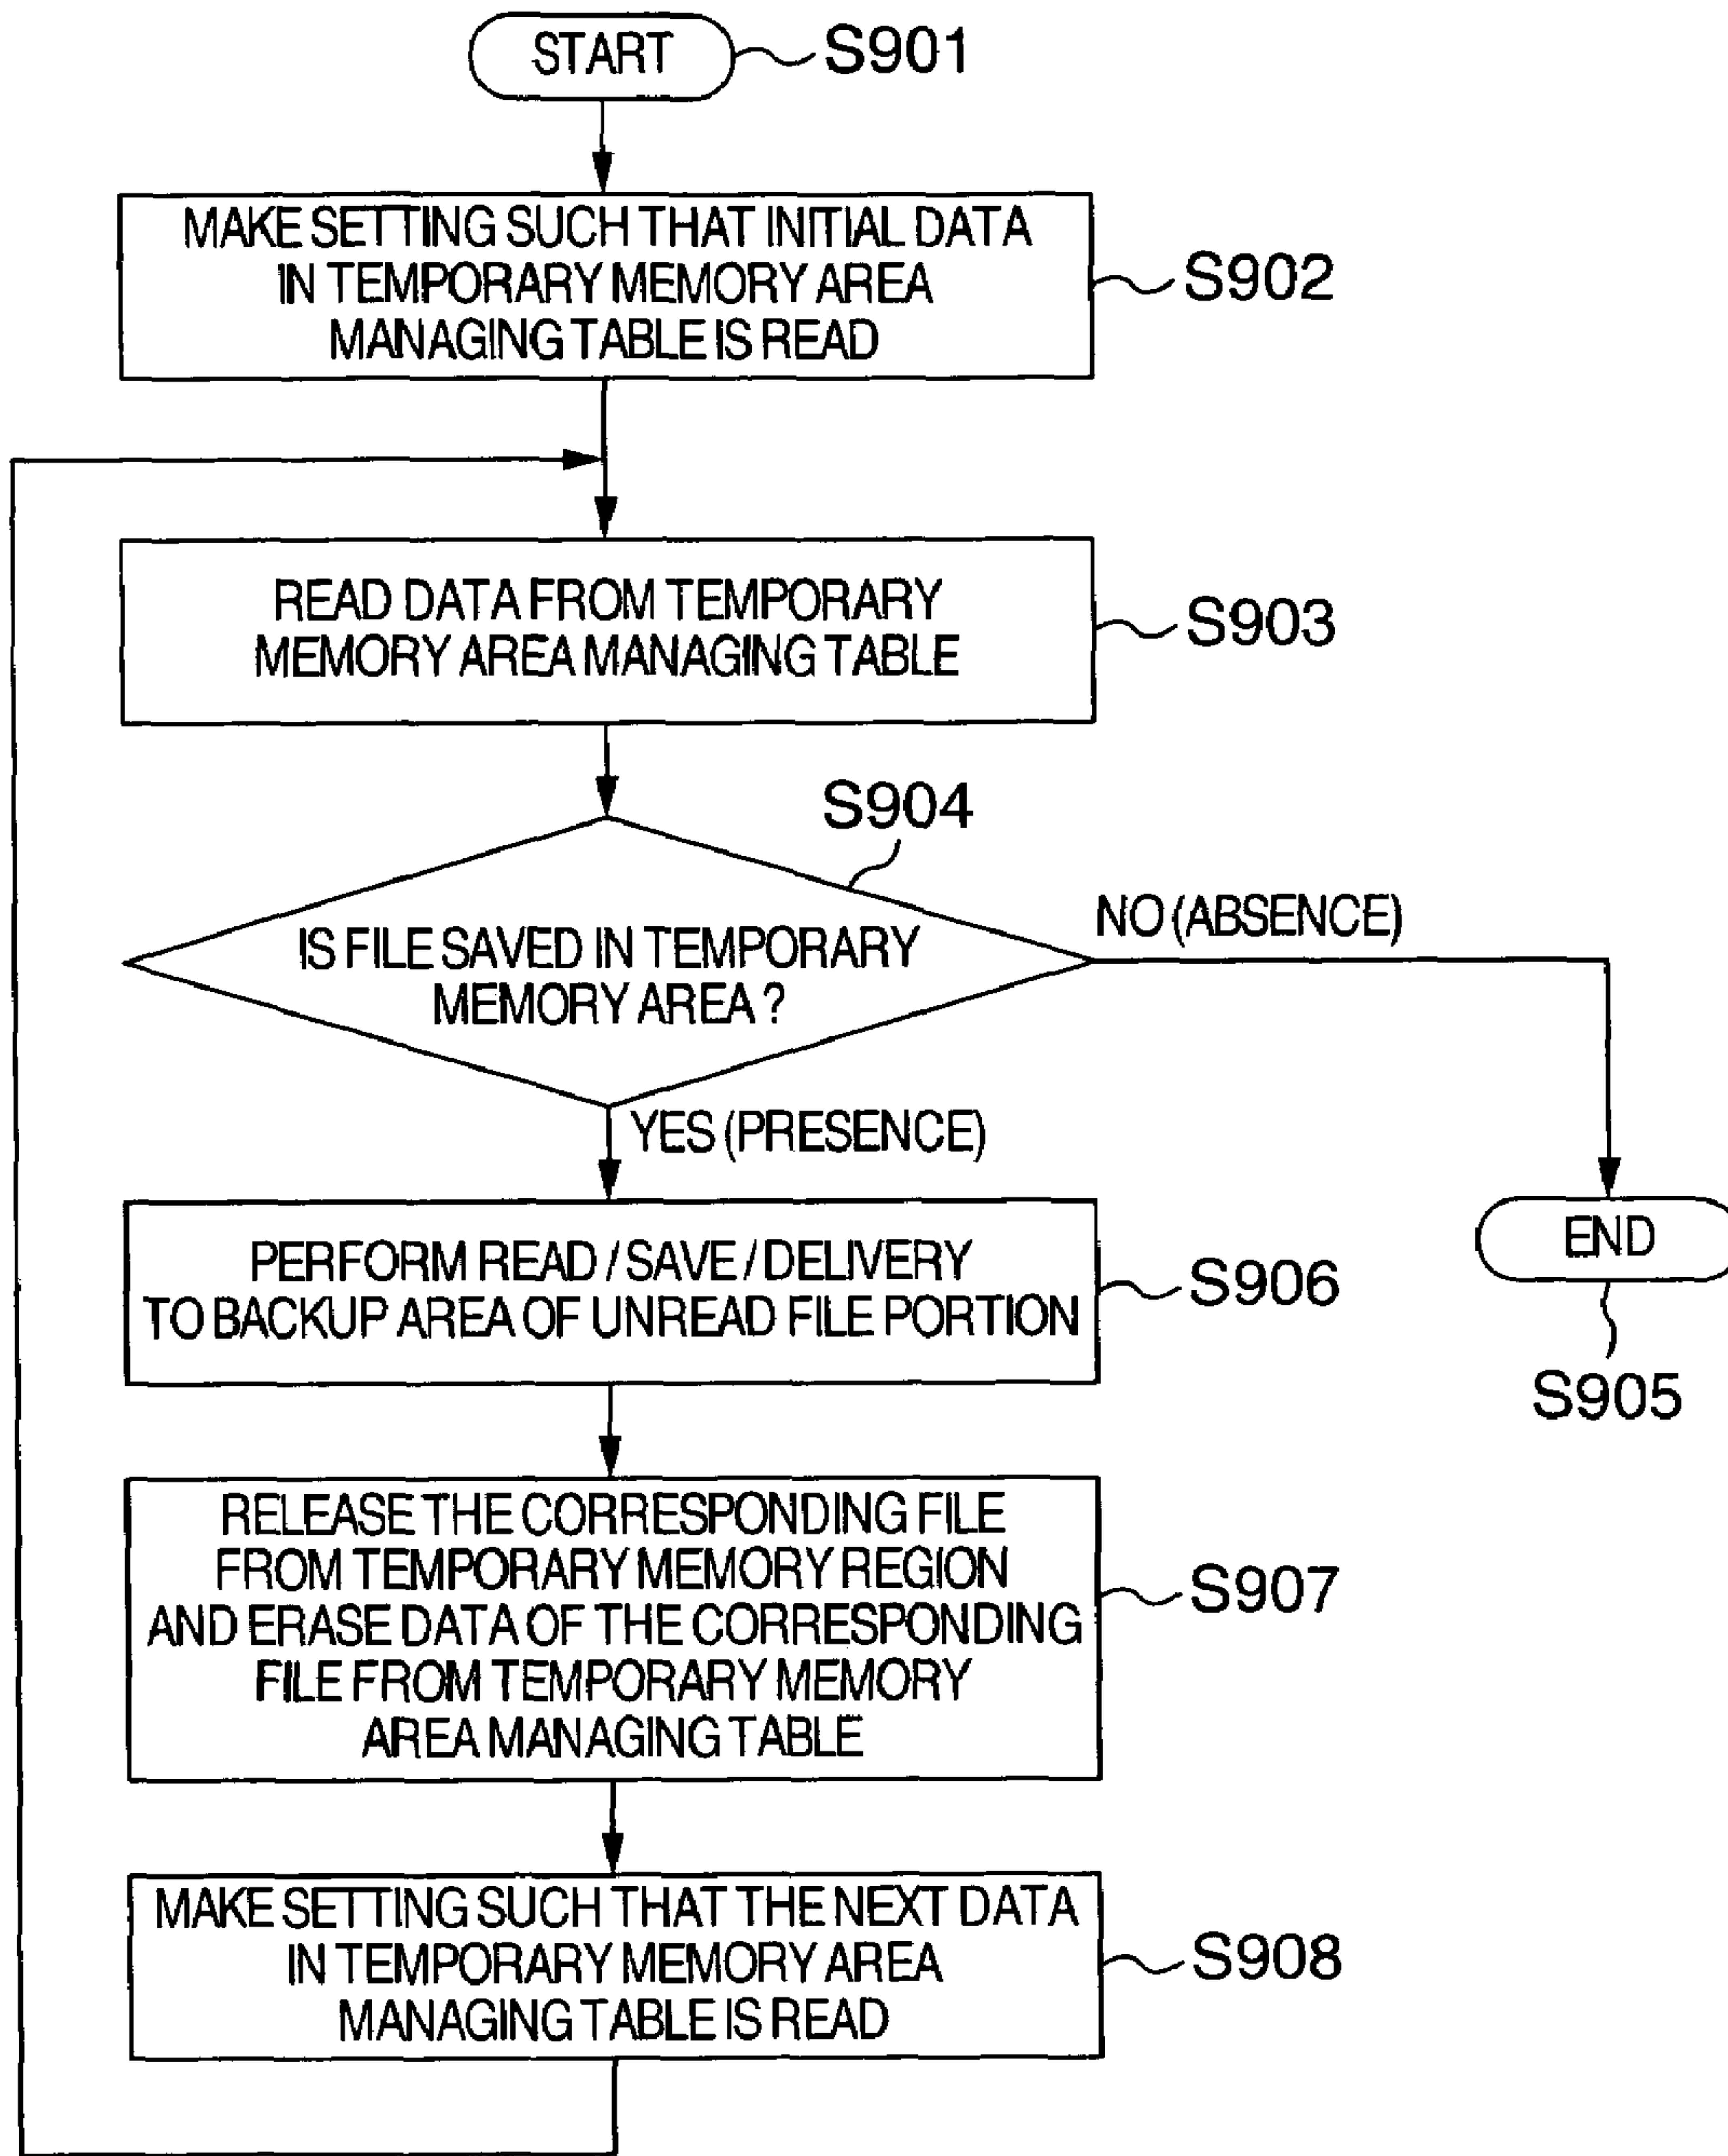 START
S901
MAKE SETTING SUCH THAT INITIAL DATA
IN TEMPORARY MEMORY AREA
MANAGING TABLE IS READ
S902
READ DATA FROM TEMPORARY
MEMORY AREA MANAGING TABLE
S903
S904
IS FILE SAVED IN TEMPORARY
MEMORY AREA?
NO (ABSENCE)
YES (PRESENCE)
END
S905
PERFORM READ / SAVE / DELIVERY
TO BACKUP AREA OF UNREAD FILE PORTION
S906
RELEASE THE CORRESPONDING FILE
FROM TEMPORARY MEMORY REGION
AND ERASE DATA OF THE CORRESPONDING
FILE FROM TEMPORARY MEMORY
AREA MANAGING TABLE
S907
MAKE SETTING SUCH THAT THE NEXT DATA
IN TEMPORARY MEMORY AREA
MANAGING TABLE IS READ
S908